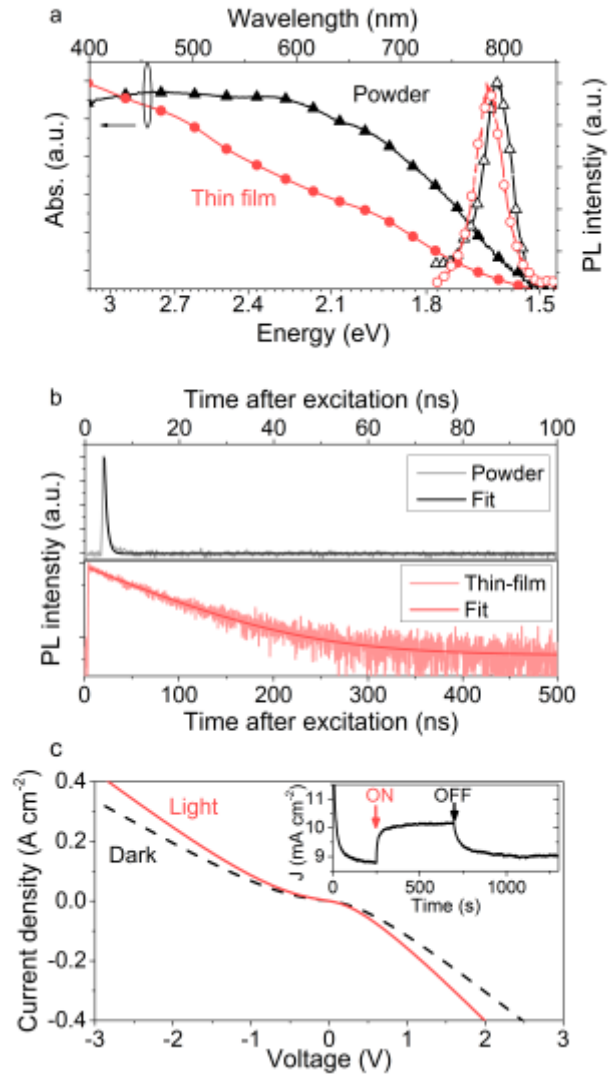 a
Wavelength (nm)
400 500 600 700 800
Abs. (a.u.)
Powder
Thin film
PL intenstiy (a.u.)
3 2.7 2.4 2.1 1.8 1.5
Energy (eV)
b
Time after excitation (ns)
0 20 40 60 80 100
PL intenstiy (a.u.)
Powder
Fit
Thin-film
Fit
0 100 200 300 400 500
Time after excitation (ns)
c
Current density (A cm-2)
0.4
0.2
0.0
-0.2
-0.4
Light
Dark
J (mA cm-2)
11
10
9
ON
OFF
0 500 1000
Time (s)
-3 -2 -1 0 1 2 3
Voltage (V)